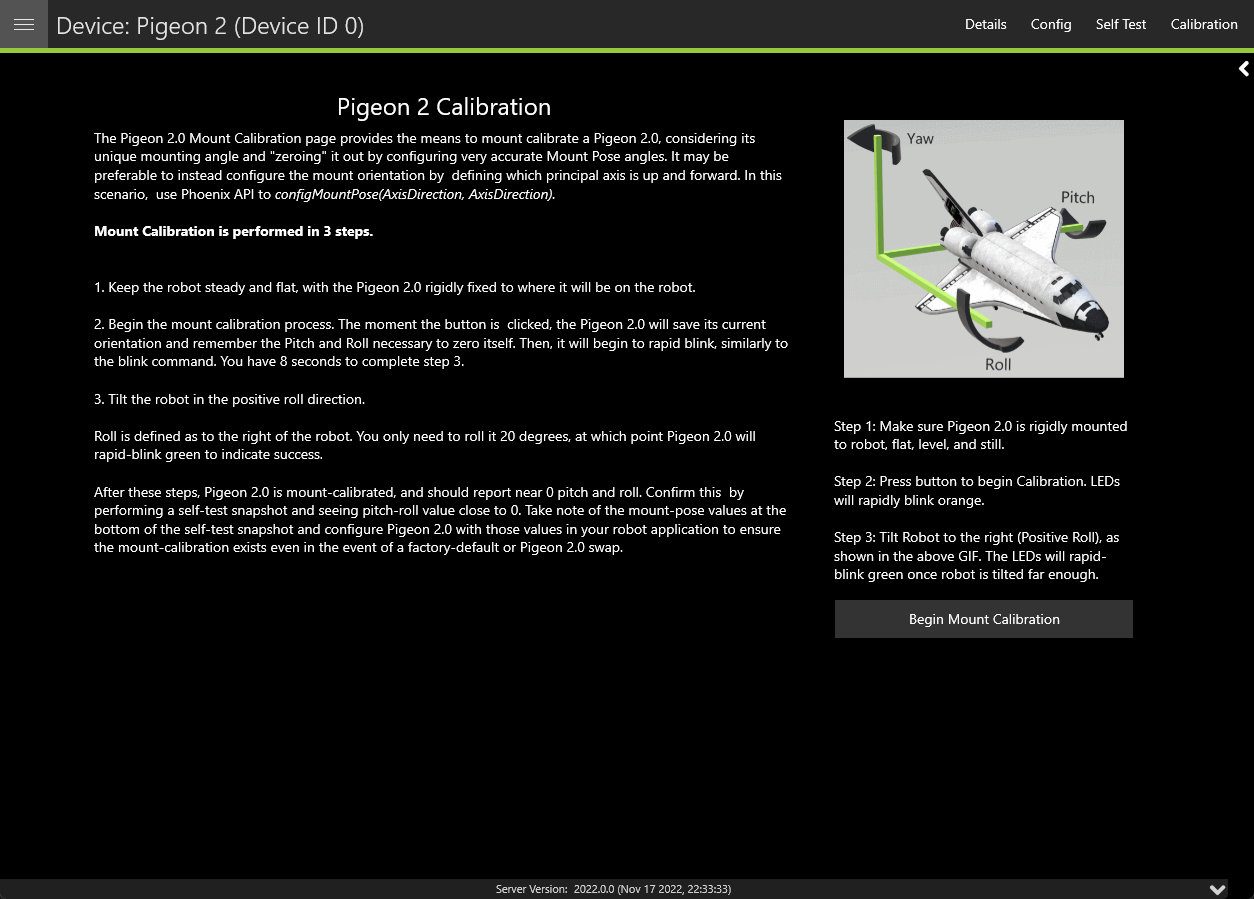 Device: Pigeon 2 (Device ID 0)
Details Config Self Test Calibration
Pigeon 2 Calibration
The Pigeon 2.0 Mount Calibration page provides the means to mount calibrate a Pigeon 2.0, considering its
unique mounting angle and "zeroing" it out by configuring very accurate Mount Pose angles. It may be
preferable to instead configure the mount orientation by  defining which principal axis is up and forward. In this
scenario,  use Phoenix API to configMountPose(AxisDirection, AxisDirection).
Mount Calibration is performed in 3 steps.
1. Keep the robot steady and flat, with the Pigeon 2.0 rigidly fixed to where it will be on the robot.
2. Begin the mount calibration process. The moment the button is  clicked, the Pigeon 2.0 will save its current
orientation and remember the Pitch and Roll necessary to zero itself. Then, it will begin to rapid blink, similarly to
the blink command. You have 8 seconds to complete step 3.
3. Tilt the robot in the positive roll direction.
Roll is defined as to the right of the robot. You only need to roll it 20 degrees, at which point Pigeon 2.0 will
rapid-blink green to indicate success.
After these steps, Pigeon 2.0 is mount-calibrated, and should report near 0 pitch and roll. Confirm this  by
performing a self-test snapshot and seeing pitch-roll value close to 0. Take note of the mount-pose values at the
bottom of the self-test snapshot and configure Pigeon 2.0 with those values in your robot application to ensure
the mount-calibration exists even in the event of a factory-default or Pigeon 2.0 swap.
Yaw
Pitch
Roll
Step 1: Make sure Pigeon 2.0 is rigidly mounted
to robot, flat, level, and still.
Step 2: Press button to begin Calibration. LEDs
will rapidly blink orange.
Step 3: Tilt Robot to the right (Positive Roll), as
shown in the above GIF. The LEDs will rapid-
blink green once robot is tilted far enough.
Begin Mount Calibration
Server Version:  2022.0.0 (Nov 17 2022, 22:33:33)